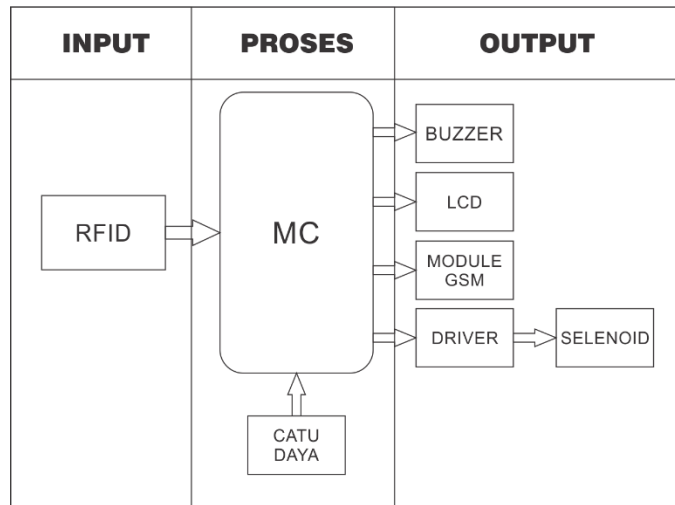 INPUT
PROSES
OUTPUT
RFID
MC
CATU
DAYA
BUZZER
LCD
MODULE
GSM
DRIVER
SELENOID